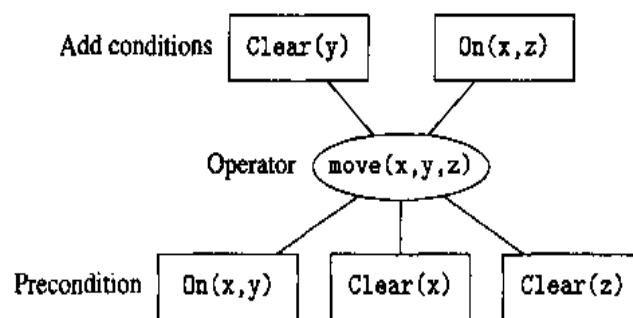 Add conditions Clear(y) On(x,z)
Operator move(x,y,z)
Precondition On(x,y) Clear(x) Clear(z)